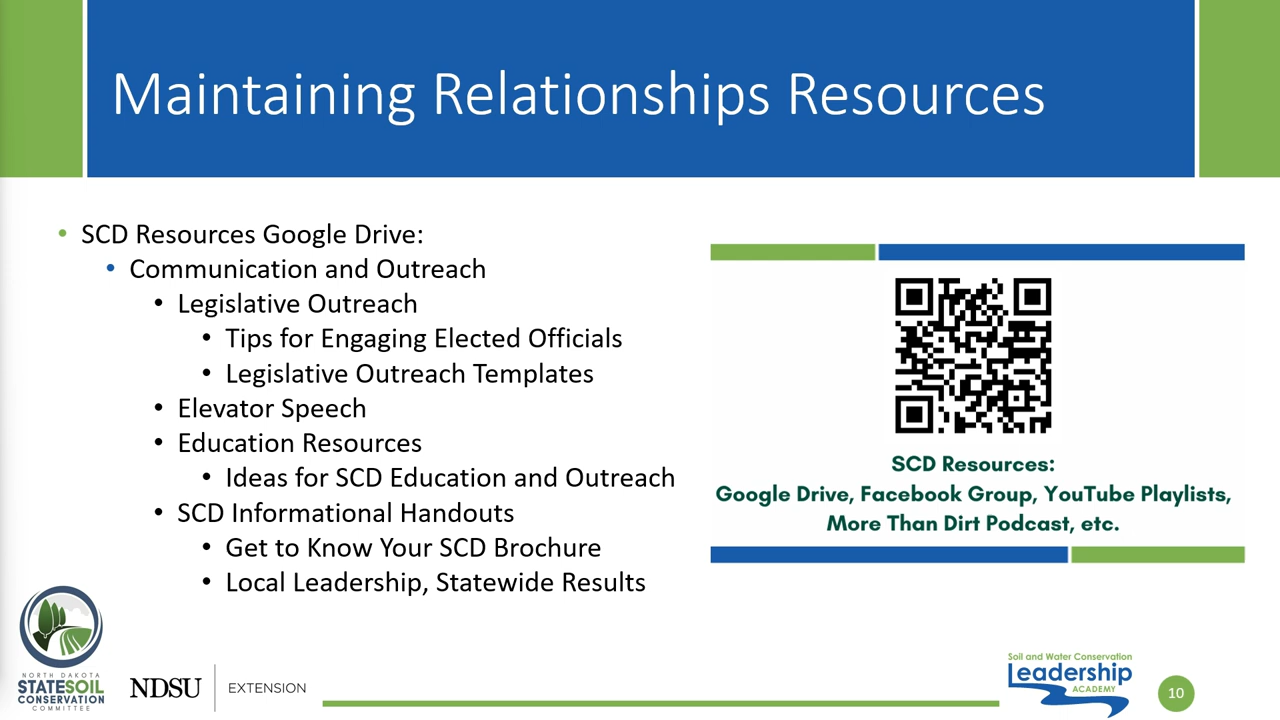 Maintaining Relationships Resources
• SCD Resources Google Drive:
• Communication and Outreach
• Legislative Outreach
• Tips for Engaging Elected Officials
• Legislative Outreach Templates
• Elevator Speech
• Education Resources
• Ideas for SCD Education and Outreach
• SCD Informational Handouts
• Get to Know Your SCD Brochure
• Local Leadership, Statewide Results
SCD Resources:
Google Drive, Facebook Group, YouTube Playlists,
More Than Dirt Podcast, etc.
NORTH DAKOTA
STATE SOIL
CONSERVATION
COMMITTEE
NDSU EXTENSION
Soil and Water Conservation
Leadership
ACADEMY
10